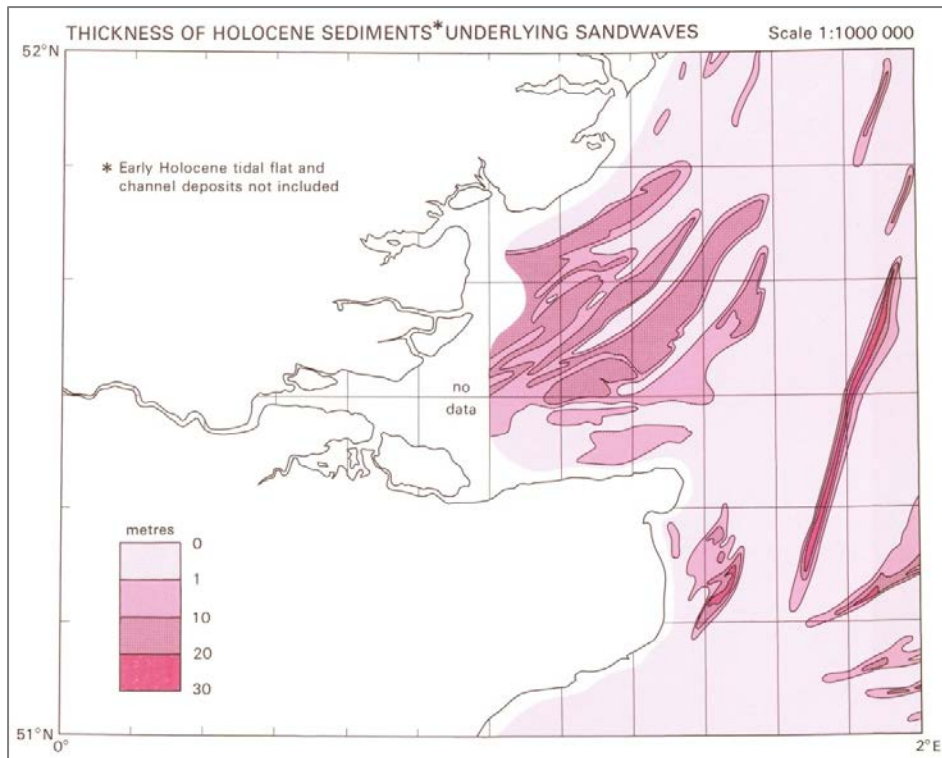 THICKNESS OF HOLOCENE SEDIMENTS* UNDERLYING SANDWAVES
Scale 1:1000 000
52°N
* Early Holocene tidal flat and
channel deposits not included
no
data
metres
0
1
10
20
30
51°N
0°
2°E